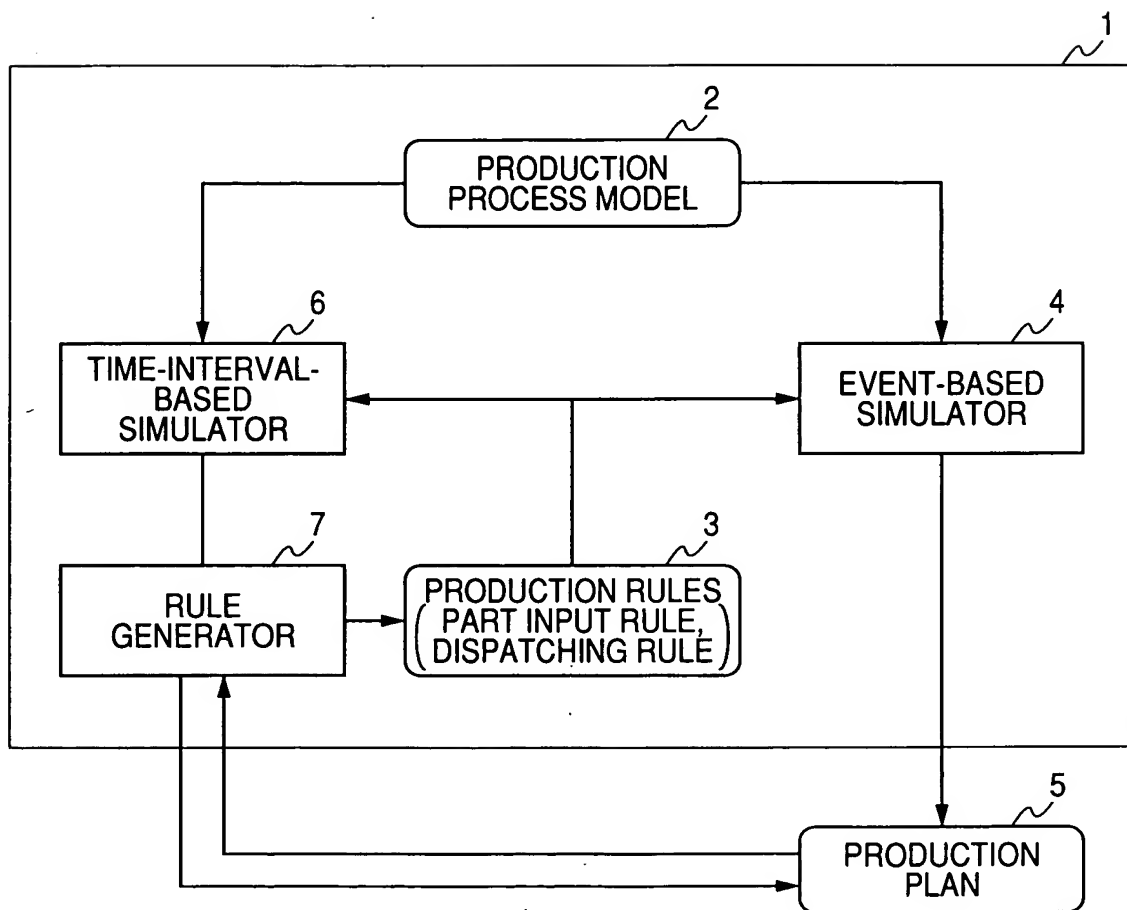 1
2
PRODUCTION
PROCESS MODEL
6
TIME-INTERVAL-
BASED
SIMULATOR
4
EVENT-BASED
SIMULATOR
7
RULE
GENERATOR
3
PRODUCTION RULES
(PART INPUT RULE,
DISPATCHING RULE)
5
PRODUCTION
PLAN